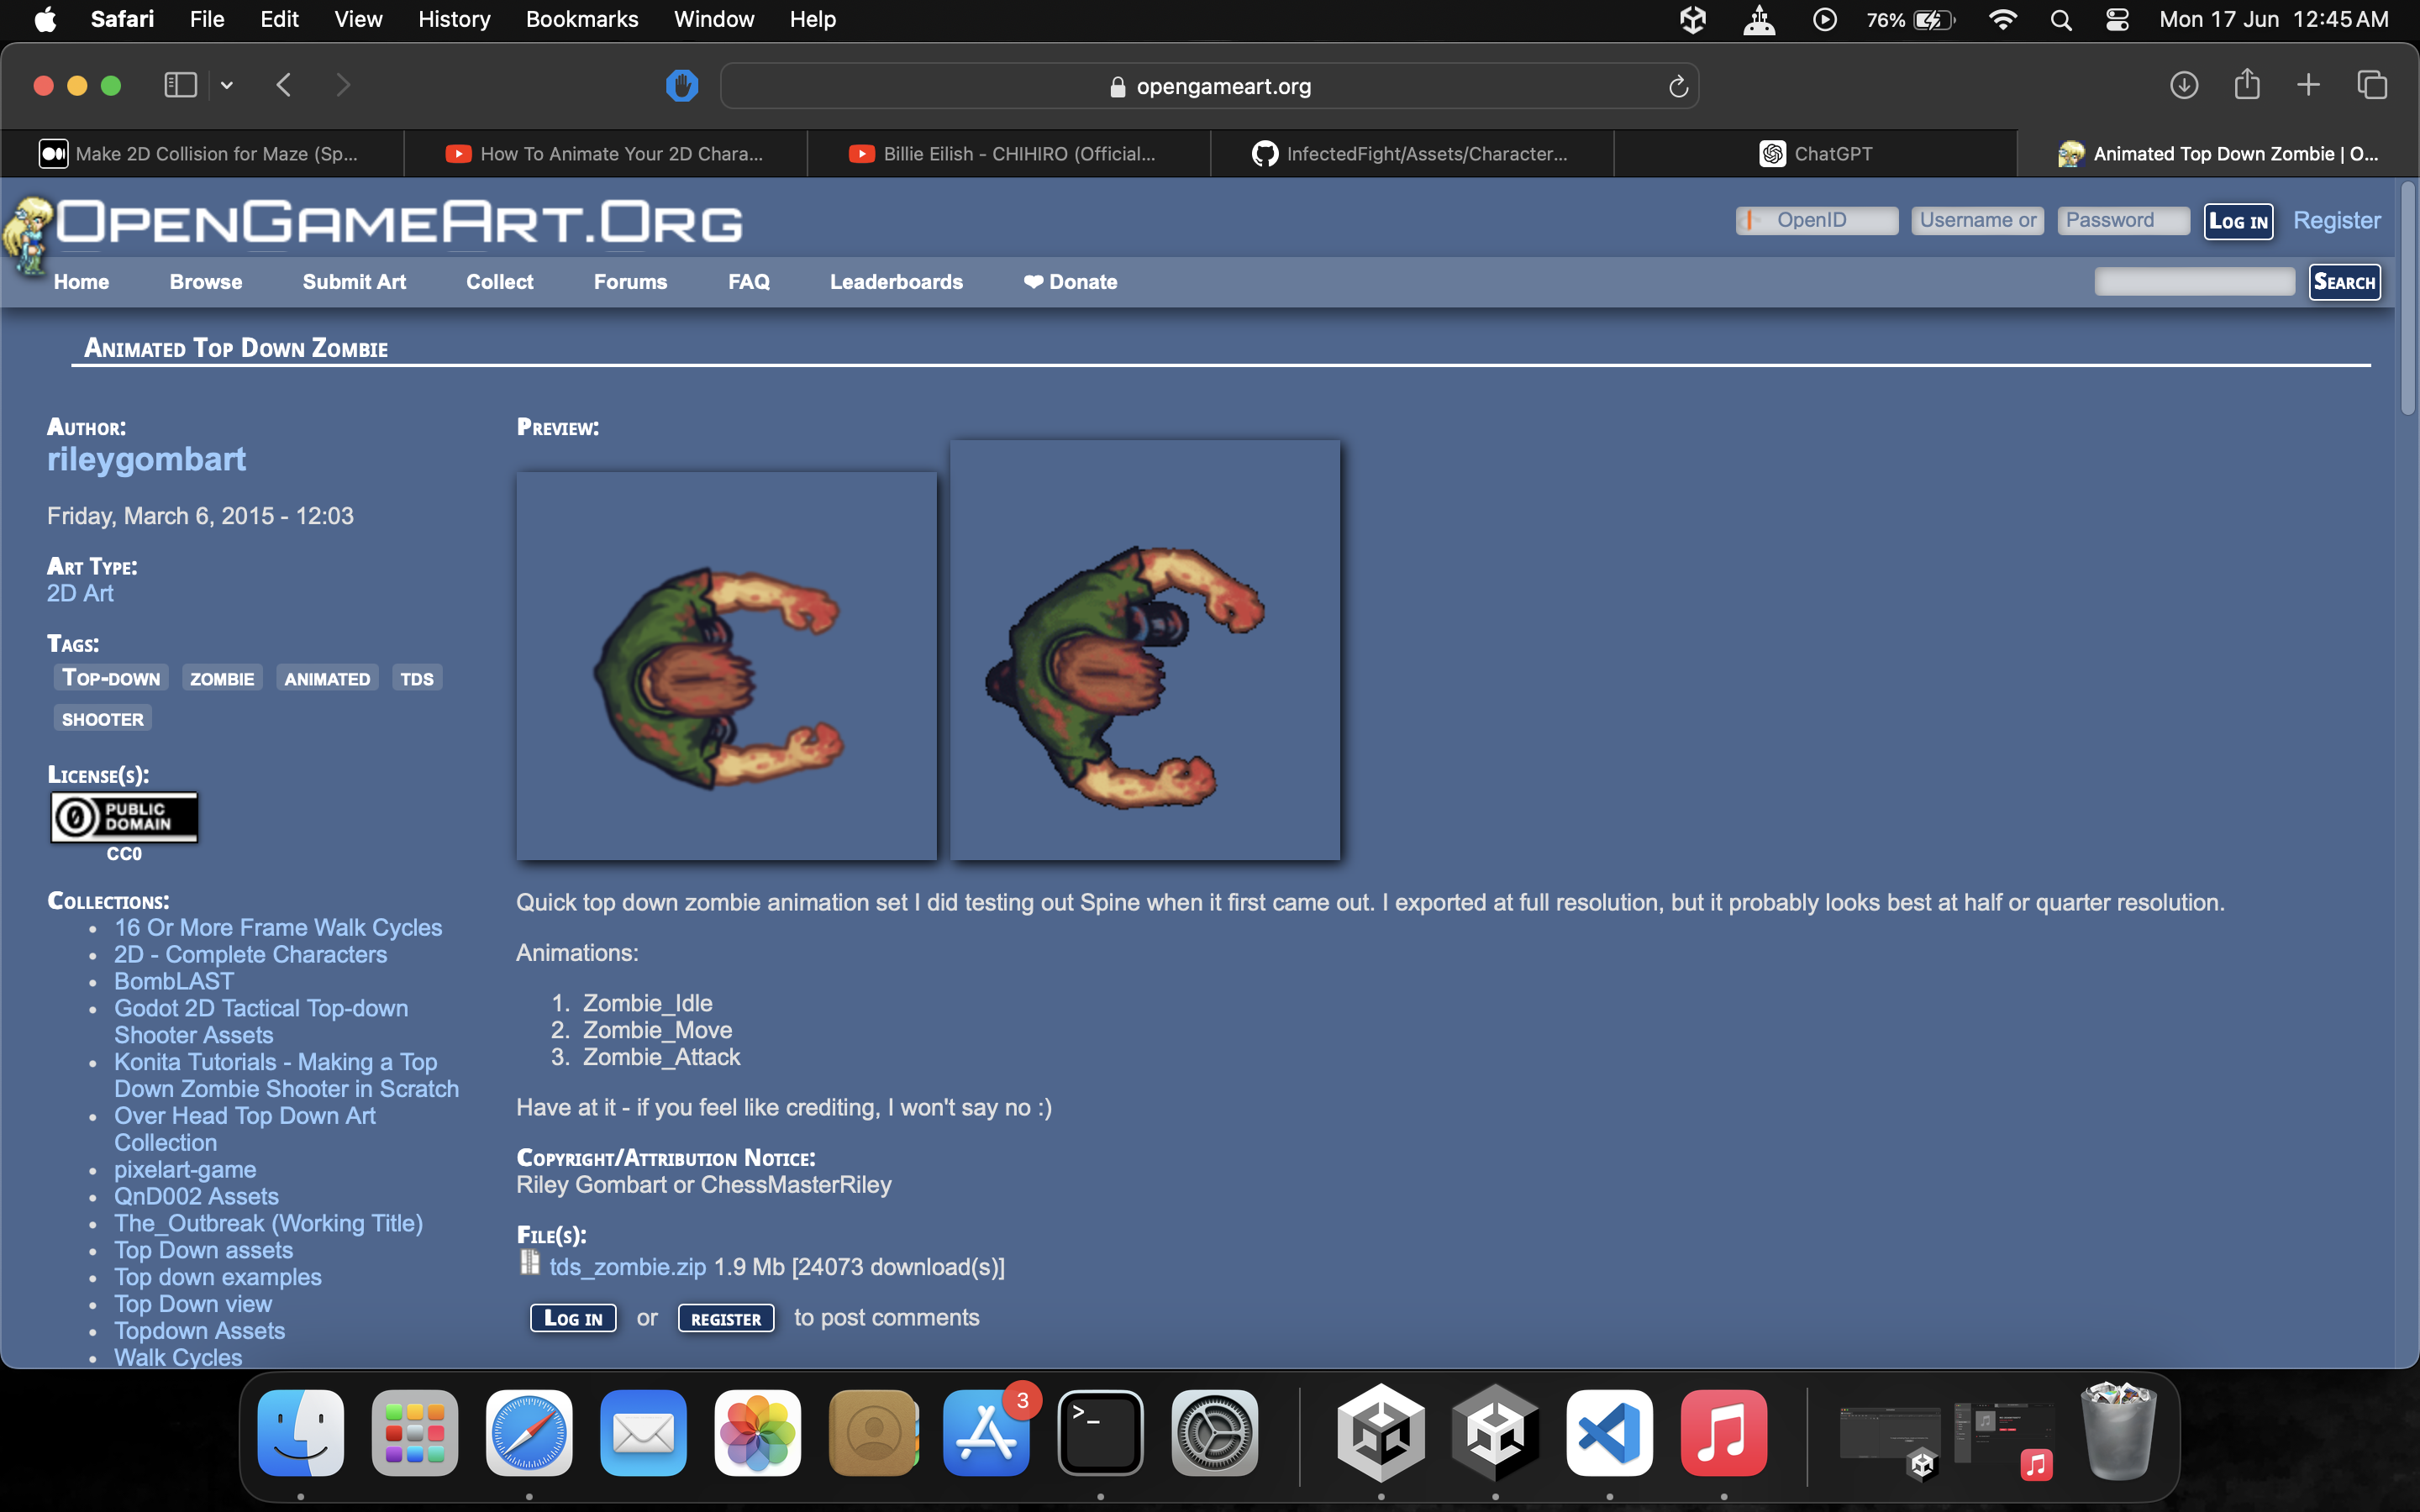 Safari File Edit View History Bookmarks Window Help 76% Mon 17 Jun 12:45 AM
opengameart.org
Make 2D Collision for Maze (Sp... How To Animate Your 2D Chara... Billie Eilish - CHIHIRO (Official... InfectedFight/Assets/Character... ChatGPT Animated Top Down Zombie | O...
OPENGAMEART.ORG OpenID Username or Password LOG IN Register
Home Browse Submit Art Collect Forums FAQ Leaderboards ❤ Donate SEARCH
ANIMATED TOP DOWN ZOMBIE
AUTHOR:
rileygombart
Friday, March 6, 2015 - 12:03
ART TYPE:
2D Art
TAGS:
TOP-DOWN ZOMBIE ANIMATED TDS
SHOOTER
LICENSE(S):
0 PUBLIC
DOMAIN
CC0
COLLECTIONS:
• 16 Or More Frame Walk Cycles
• 2D - Complete Characters
• BombLAST
• Godot 2D Tactical Top-down
Shooter Assets
• Konita Tutorials - Making a Top
Down Zombie Shooter in Scratch
• Over Head Top Down Art
Collection
• pixelart-game
• QnD002 Assets
• The_Outbreak (Working Title)
• Top Down assets
• Top down examples
• Top Down view
• Topdown Assets
• Walk Cycles
PREVIEW:
Quick top down zombie animation set I did testing out Spine when it first came out. I exported at full resolution, but it probably looks best at half or quarter resolution.
Animations:
1. Zombie_Idle
2. Zombie_Move
3. Zombie_Attack
Have at it - if you feel like crediting, I won't say no :)
COPYRIGHT/ATTRIBUTION NOTICE:
Riley Gombart or ChessMasterRiley
FILE(S):
tds_zombie.zip 1.9 Mb [24073 download(s)]
LOG IN or REGISTER to post comments
3
>_